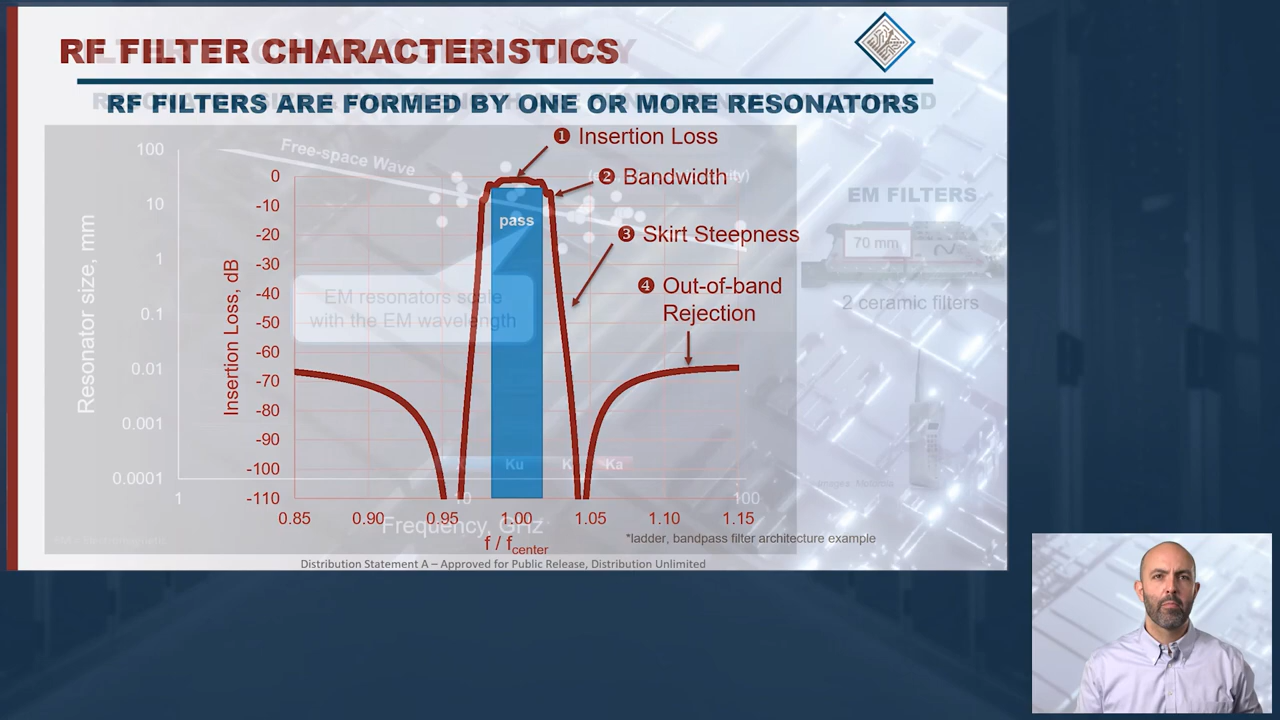 RF FILTER CHARACTERISTICS
RF FILTERS ARE FORMED BY ONE OR MORE RESONATORS
❶ Insertion Loss
❷ Bandwidth
❸ Skirt Steepness
❹ Out-of-band
Rejection
pass
Insertion Loss, dB
0
-10
-20
-30
-40
-50
-60
-70
-80
-90
-100
-110
0.85
0.90
0.95
1.00
1.05
1.10
1.15
f / fcenter
*ladder, bandpass filter architecture example
Distribution Statement A – Approved for Public Release, Distribution Unlimited
Free-space Wave
Resonator size, mm
100
10
1
0.1
0.01
0.001
0.0001
1
10
100
Frequency, GHz
EM resonators scale
with the EM wavelength
Ku
Ka
EM FILTERS
70 mm
2 ceramic filters